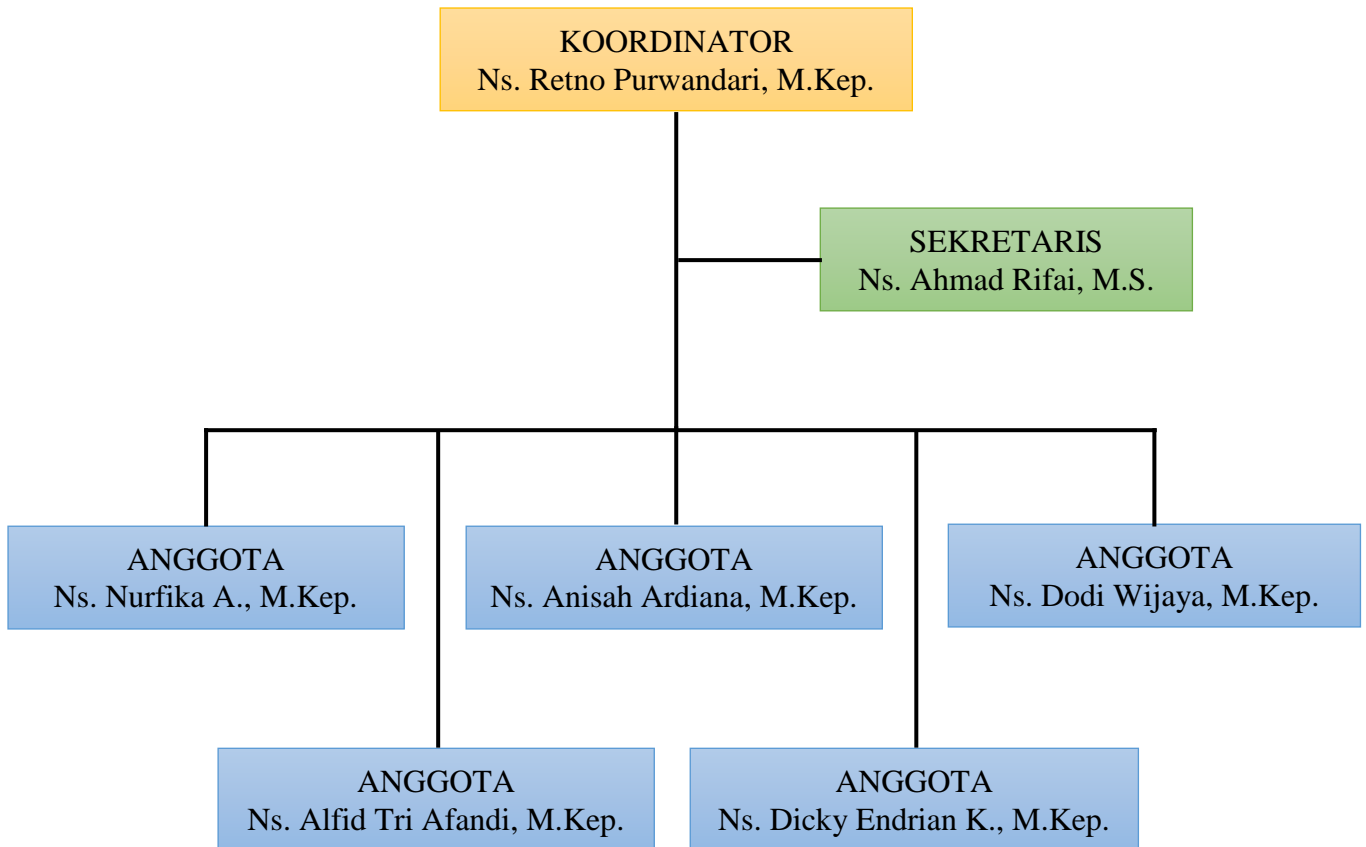 KOORDINATOR
Ns. Retno Purwandari, M.Kep.
SEKRETARIS
Ns. Ahmad Rifai, M.S.
ANGGOTA
Ns. Nurfika A., M.Kep.
ANGGOTA
Ns. Anisah Ardiana, M.Kep.
ANGGOTA
Ns. Dodi Wijaya, M.Kep.
ANGGOTA
Ns. Alfid Tri Afandi, M.Kep.
ANGGOTA
Ns. Dicky Endrian K., M.Kep.